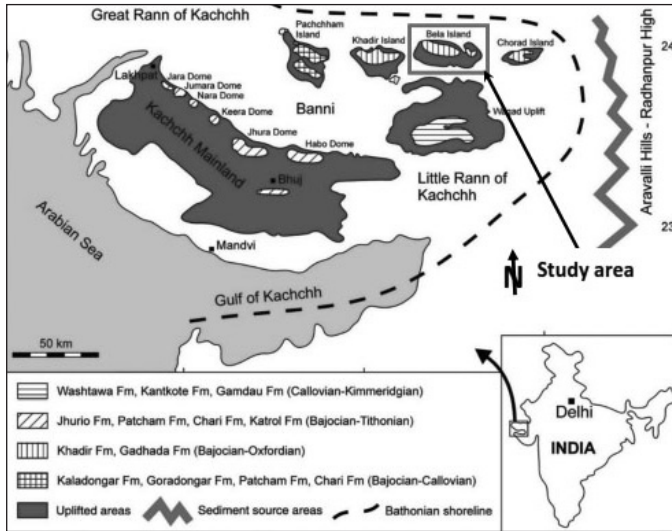 Great Rann of Kachchh
Pachchham
Island
Khadir Island
Bela Island
Chorad Island
24
Lakhpat
Jara Dome
Jumara Dome
Nara Dome
Keera Dome
Banni
Wagad Uplift
Jhura Dome
Habo Dome
Kachchh Mainland
Bhuj
Little Rann of
Kachchh
Aravalli Hills - Radhanpur High
23
Arabian Sea
Mandvi
N
Study area
Gulf of Kachchh
50 km
Washtawa Fm, Kantkote Fm, Gamdau Fm (Callovian-Kimmeridgian)
Jhurio Fm, Patcham Fm, Chari Fm, Katrol Fm (Bajocian-Tithonian)
Khadir Fm, Gadhada Fm (Bajocian-Oxfordian)
Kaladongar Fm, Goradongar Fm, Patcham Fm, Chari Fm (Bajocian-Callovian)
Uplifted areas
Sediment source areas
Bathonian shoreline
Delhi
INDIA